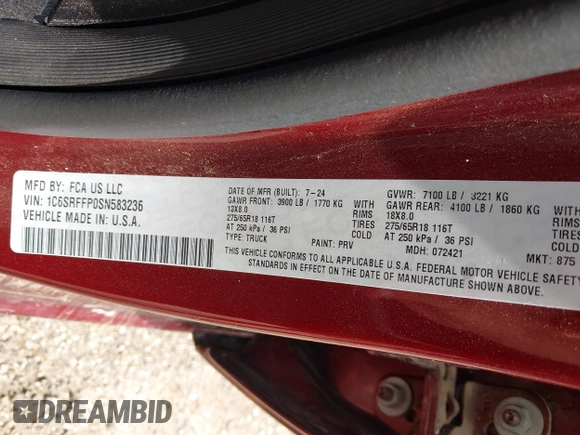 MFD BY: FCA US LLC
VIN: 1C6SRFFP0SN583236
VEHICLE MADE IN: U.S.A.
DATE OF MFR (BUILT): 7-24
GAWR FRONT: 3900 LB / 1770 KG WITH
18X8.0 RIMS
275/65R18 116T TIRES
AT 250 kPa / 36 PSI COLD
TYPE: TRUCK PAINT: PRV
GVWR: 7100 LB / 3221 KG
GAWR REAR: 4100 LB / 1860 KG WITH
18X8.0 RIMS
275/65R18 116T TIRES
AT 250 kPa / 36 PSI COLD
MDH: 072421 MKT: 875
THIS VEHICLE CONFORMS TO ALL APPLICABLE U.S.A. FEDERAL MOTOR VEHICLE SAFETY
STANDARDS IN EFFECT ON THE DATE OF MANUFACTURE SHOWN ABOVE.
DREAMBID